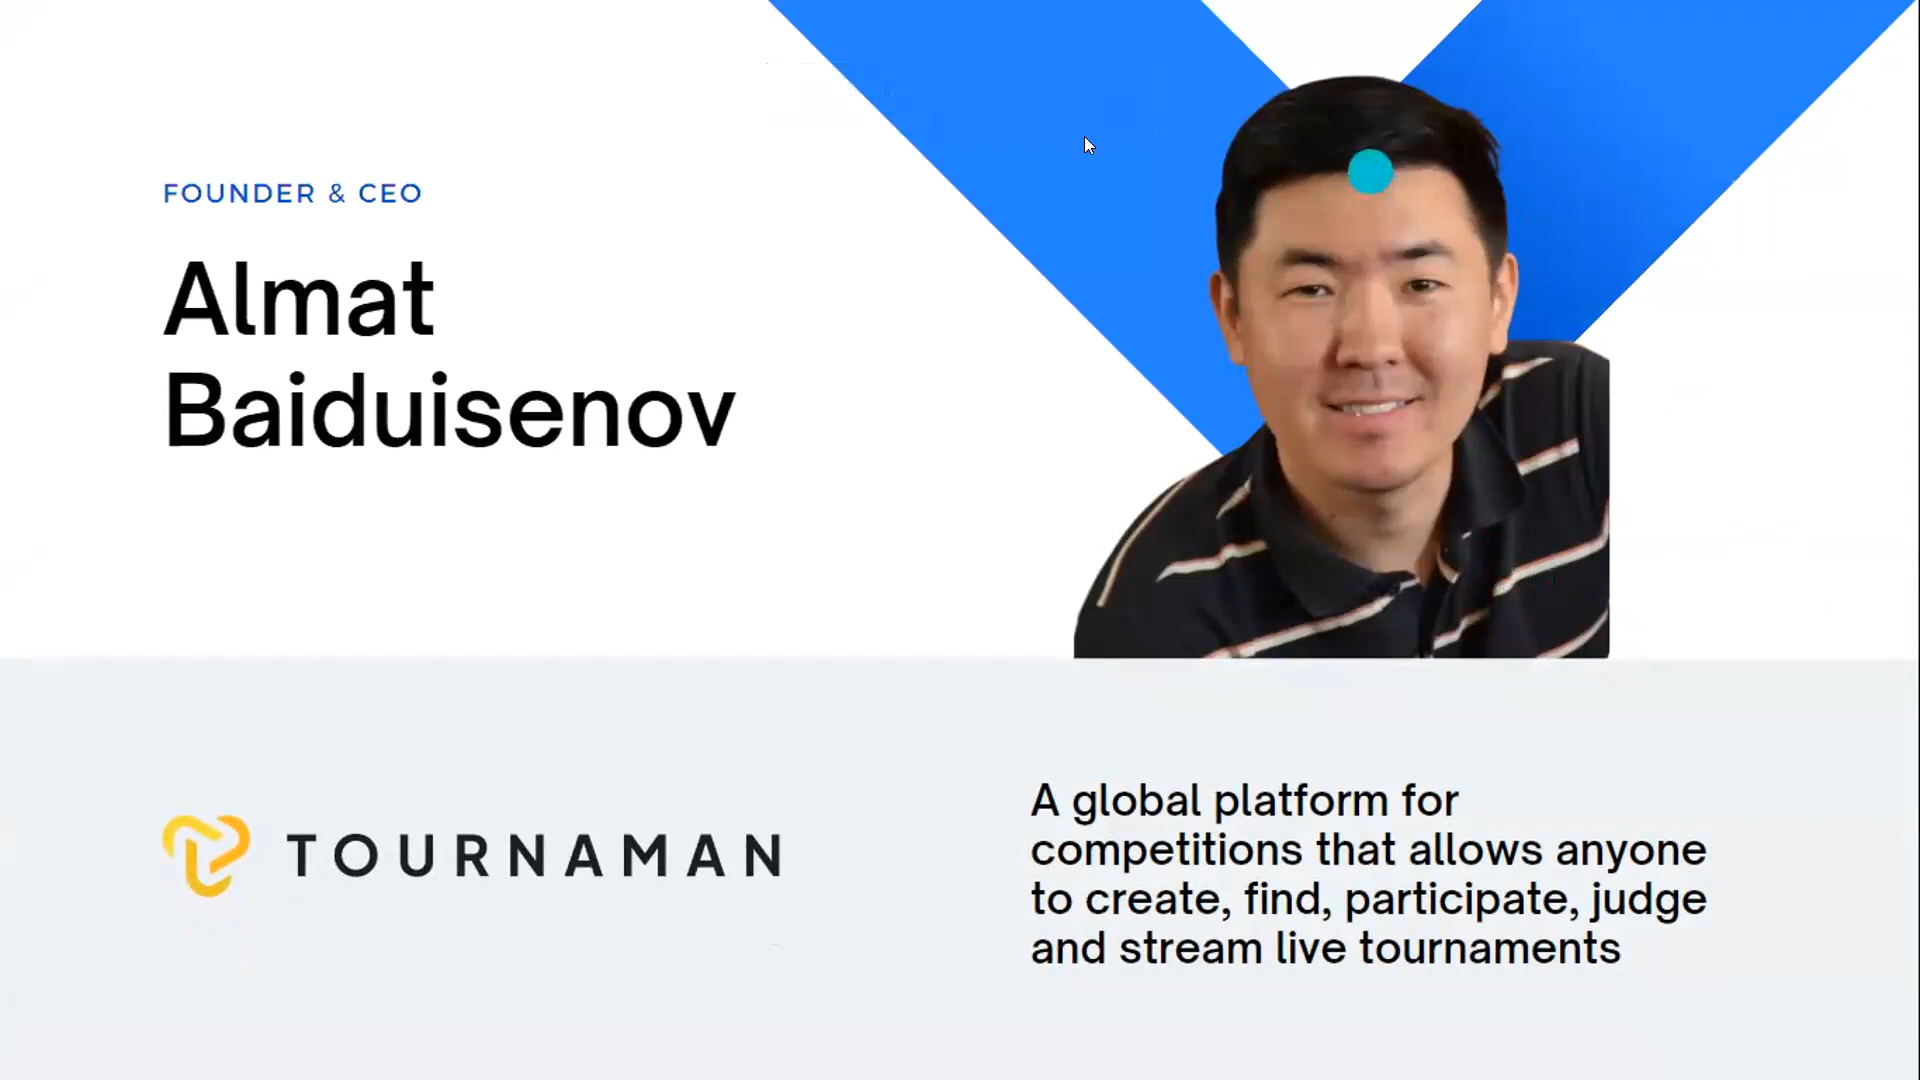 FOUNDER & CEO
Almat
Baiduisenov
TOURNAMAN
A global platform for
competitions that allows anyone
to create, find, participate, judge
and stream live tournaments